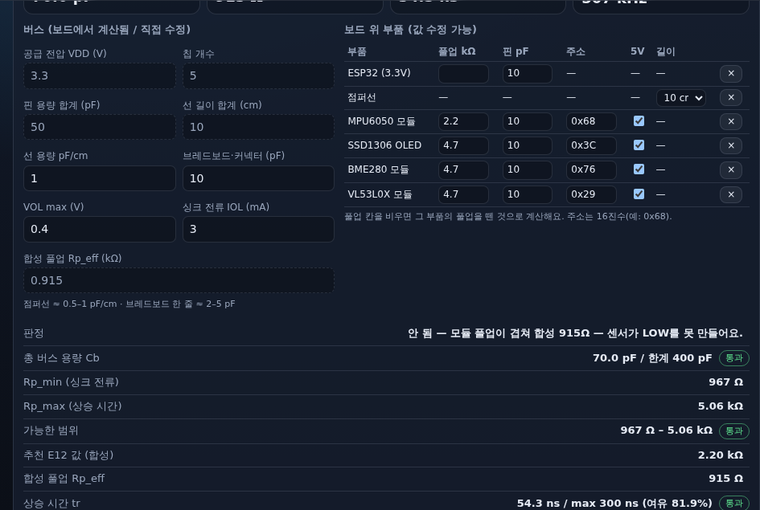 버스 (보드에서 계산됨 / 직접 수정)
공급 전압 VDD (V)
칩 개수
3.3
5
핀 용량 합계 (pF)
선 길이 합계 (cm)
50
10
선 용량 pF/cm
브레드보드·커넥터 (pF)
1
10
VOL max (V)
싱크 전류 IOL (mA)
0.4
3
합성 풀업 Rp_eff (kΩ)
0.915
점퍼선 ≈ 0.5–1 pF/cm · 브레드보드 한 줄 ≈ 2–5 pF
보드 위 부품 (값 수정 가능)
부품 풀업 kΩ 핀 pF 주소 5V 길이
ESP32 (3.3V) 10 — — — ×
점퍼선 — — — — 10 cr ×
MPU6050 모듈 2.2 10 0x68 — ×
SSD1306 OLED 4.7 10 0x3C — ×
BME280 모듈 4.7 10 0x76 — ×
VL53L0X 모듈 4.7 10 0x29 — ×
풀업 칸을 비우면 그 부품의 풀업을 뗀 것으로 계산해요. 주소는 16진수(예: 0x68).
판정 안 됨 — 모듈 풀업이 겹쳐 합성 915Ω — 센서가 LOW를 못 만들어요.
총 버스 용량 Cb 70.0 pF / 한계 400 pF 통과
Rp_min (싱크 전류) 967 Ω
Rp_max (상승 시간) 5.06 kΩ
가능한 범위 967 Ω – 5.06 kΩ 통과
추천 E12 값 (합성) 2.20 kΩ
합성 풀업 Rp_eff 915 Ω
상승 시간 tr 54.3 ns / max 300 ns (여유 81.9%) 통과